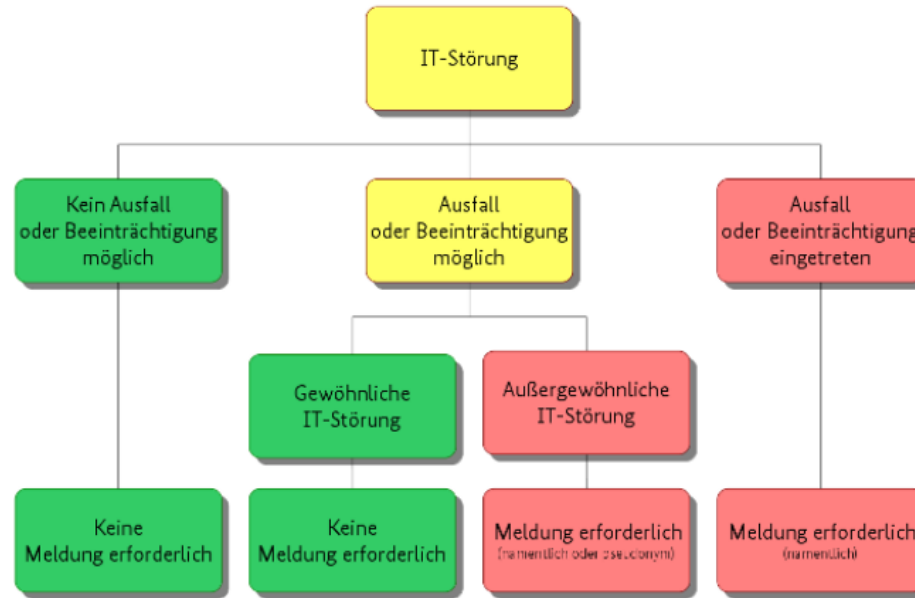 IT-Störung
Kein Ausfall
oder Beeinträchtigung
möglich
Ausfall
oder Beeinträchtigung
möglich
Ausfall
oder Beeinträchtigung
eingetreten
Gewöhnliche
IT-Störung
Außergewöhnliche
IT-Störung
Keine
Meldung erforderlich
Keine
Meldung erforderlich
Meldung erforderlich
(namentlich oder pseudonym)
Meldung erforderlich
(namentlich)